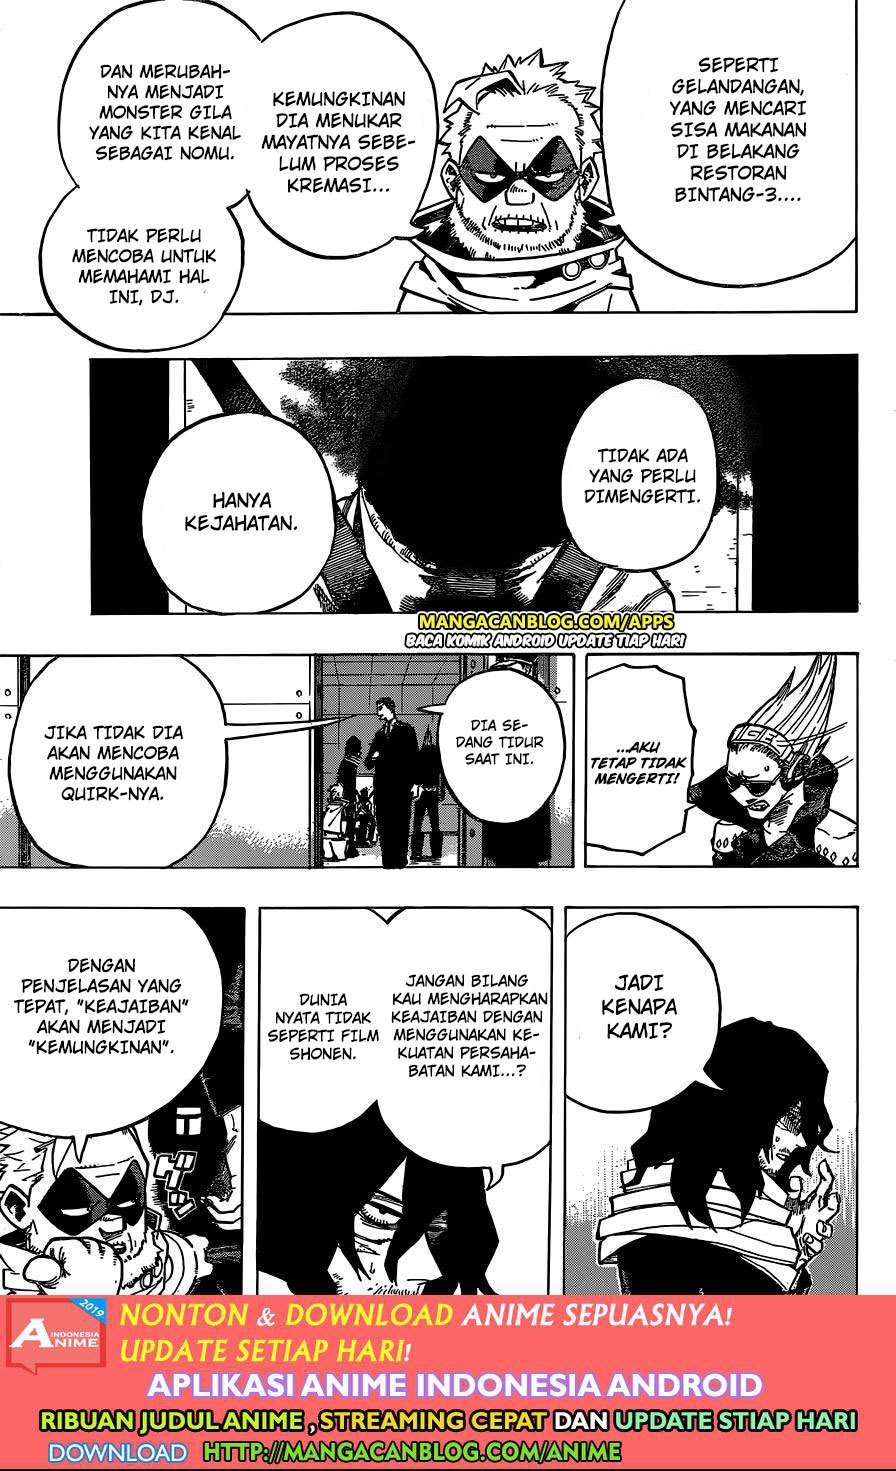 SEPERTI
GELANDANGAN,
YANG MENCARI
SISA MAKANAN
DI BELAKANG
RESTORAN
BINTANG-3....
KEMUNGKINAN
DIA MENUKAR
MAYATNYA SEBE-
LUM PROSES
KREMASI...
DAN MERUBAH-
NYA MENJADI
MONSTER GILA
YANG KITA KENAL
SEBAGAI NOMU.
TIDAK PERLU
MENCOBA UNTUK
MEMAHAMI HAL
INI, DJ.
TIDAK ADA
YANG PERLU
DIMENGERTI.
HANYA
KEJAHATAN.
MANGACANBLOG.COM/APPS
BACA KOMIK ANDROID UPDATE TIAP HARI
...AKU
TETAP TIDAK
MENGERTI!
DIA SE-
DANG TIDUR
SAAT INI.
JIKA TIDAK DIA
AKAN MENCOBA
MENGGUNAKAN
QUIRK-NYA.
JADI
KENAPA
KAMI?
JANGAN BILANG
KAU MENGHARAPKAN
KEAJAIBAN DENGAN
MENGGUNAKAN KE-
KUATAN PERSAHA-
BATAN KAMI...?
DUNIA
NYATA TIDAK
SEPERTI FILM
SHONEN.
DENGAN
PENJELASAN YANG
TEPAT, "KEAJAIBAN"
AKAN MENJADI
"KEMUNGKINAN".
2019
A INDONESIA
ANIME
NONTON & DOWNLOAD ANIME SEPUASNYA!
UPDATE SETIAP HARI!
APLIKASI ANIME INDONESIA ANDROID
RIBUAN JUDUL ANIME , STREAMING CEPAT DAN UPDATE STIAP HARI
DOWNLOAD HTTP://MANGACANBLOG.COM/ANIME